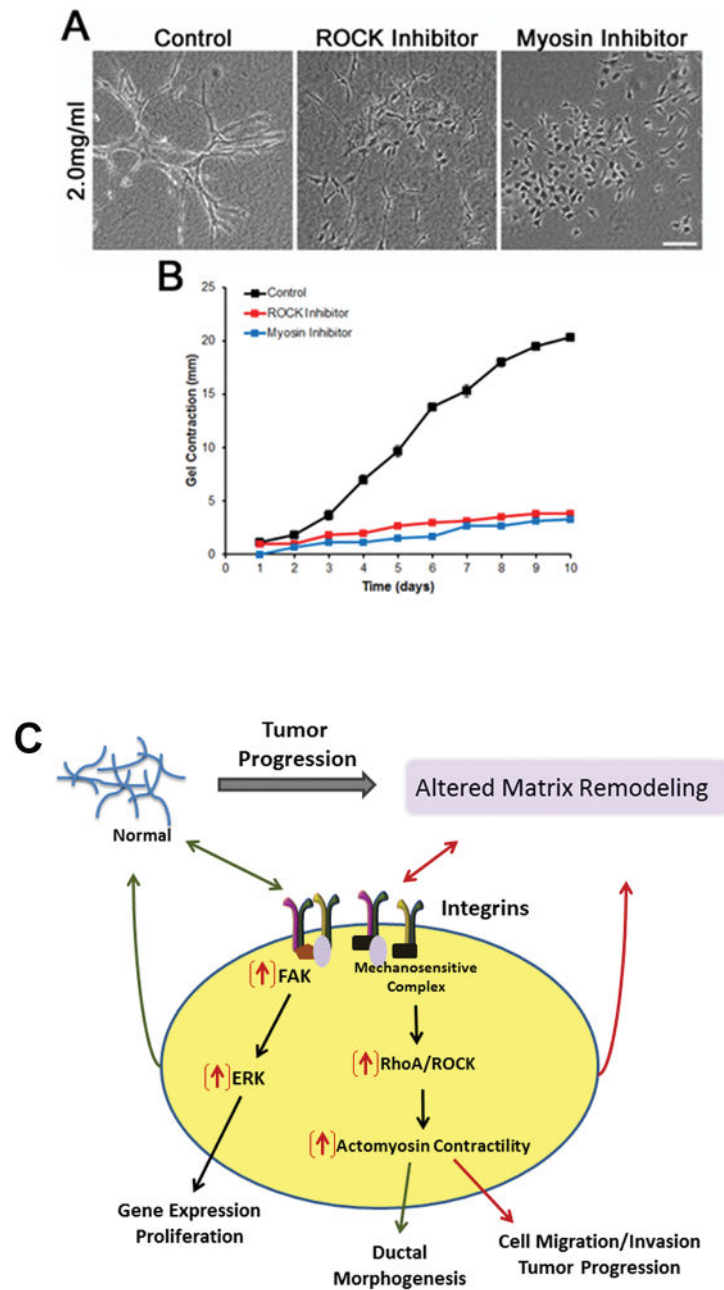 A
Control
ROCK Inhibitor
Myosin Inhibitor
2.0mg/ml
B
Control
ROCK Inhibitor
Myosin Inhibitor
Gel Contraction (mm)
25
20
15
10
5
0
0 1 2 3 4 5 6 7 8 9 10
Time (days)
C
Tumor
Progression
Altered Matrix Remodeling
Normal
Integrins
FAK
Mechanosensitive
Complex
ERK
RhoA/ROCK
Actomyosin Contractility
Gene Expression
Proliferation
Ductal
Morphogenesis
Cell Migration/Invasion
Tumor Progression